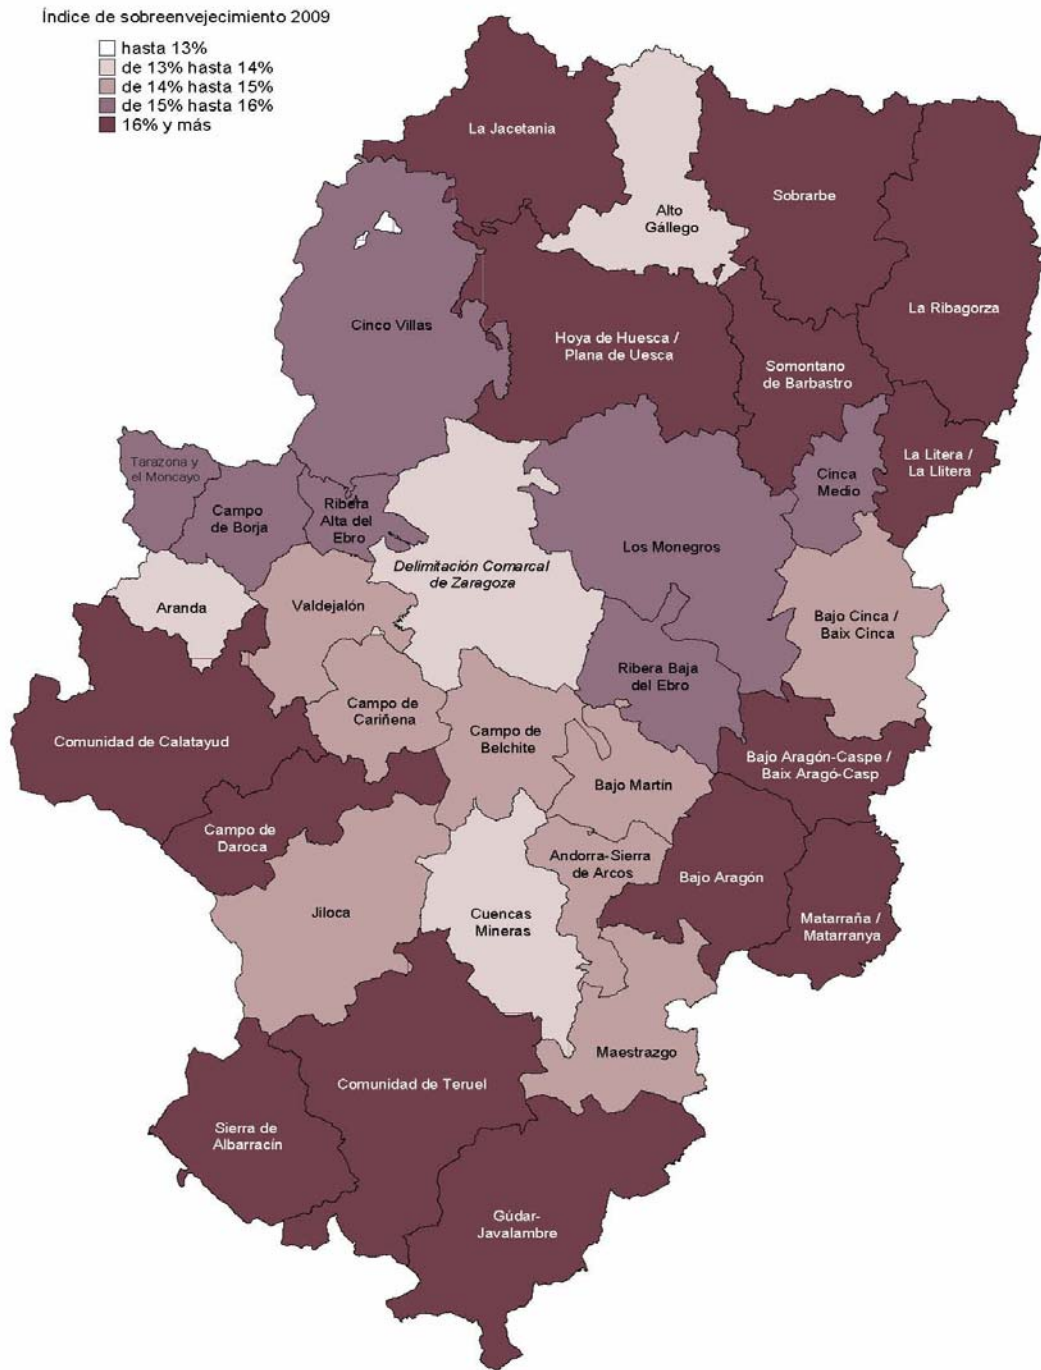 Índice de sobreenvejecimiento 2009
hasta 13%
de 13% hasta 14%
de 14% hasta 15%
de 15% hasta 16%
16% y más
La Jacetania
Sobrarbe
Alto
Gállego
La Ribagorza
Cinco Villas
Hoya de Huesca /
Plana de Uesca
Somontano
de Barbastro
La Litera /
La Llitera
Tarazona y
el Moncayo
Cinca
Medio
Campo
de Borja
Ribera
Alta del
Ebro
Los Monegros
Delimitación Comarcal
de Zaragoza
Aranda
Valdejalón
Bajo Cinca /
Baix Cinca
Ribera Baja
del Ebro
Campo de
Cariñena
Comunidad de Calatayud
Campo de
Belchite
Bajo Aragón-Caspe /
Baix Aragó-Casp
Bajo Martín
Campo de
Daroca
Andorra-Sierra
de Arcos
Bajo Aragón
Jiloca
Cuencas
Mineras
Matarraña /
Matarranya
Maestrazgo
Comunidad de Teruel
Sierra de
Albarracín
Gúdar-
Javalambre